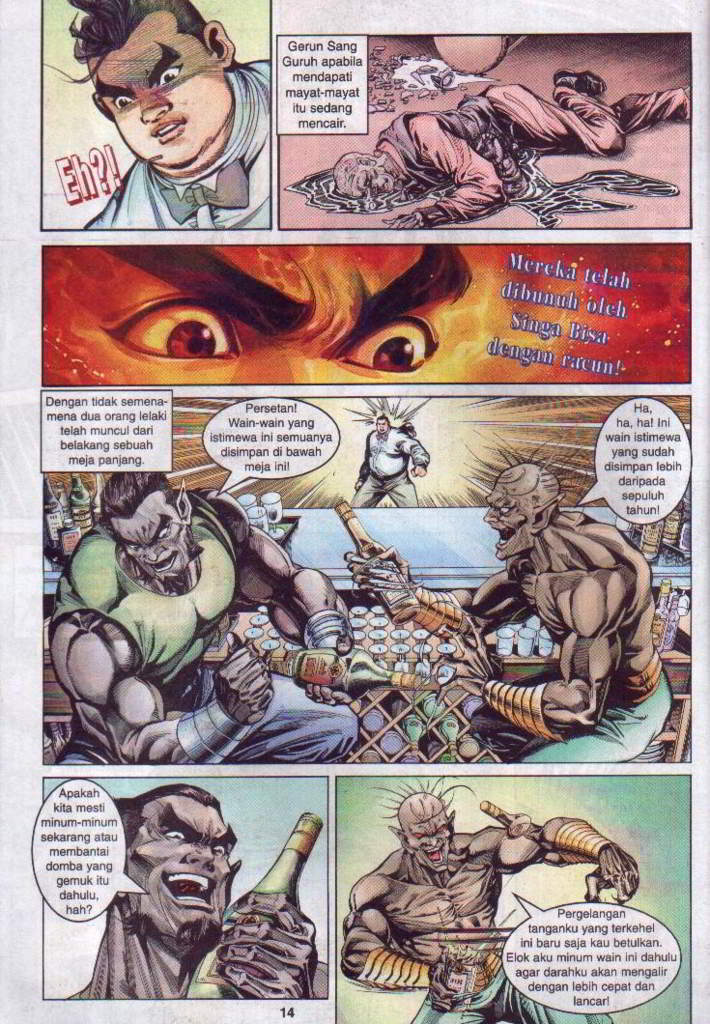 Eh?!
Gerun Sang
Guruh apabila
mendapati
mayat-mayat
itu sedang
mencair.
Mereka telah
dibunuh oleh
Singa Bisa
dengan racun!
Dengan tidak semena-
mena dua orang lelaki
telah muncul dari
belakang sebuah
meja panjang.
Persetan!
Wain-wain yang
istimewa ini semuanya
disimpan di bawah
meja ini!
Ha,
ha, ha! Ini
wain istimewa
yang sudah
disimpan lebih
daripada
sepuluh
tahun!
Apakah
kita mesti
minum-minum
sekarang atau
membantai
domba yang
gemuk itu
dahulu,
hah?
Pergelangan
tanganku yang terkehel
ini baru saja kau betulkan.
Elok aku minum wain ini dahulu
agar darahku akan mengalir
dengan lebih cepat dan
lancar!
14